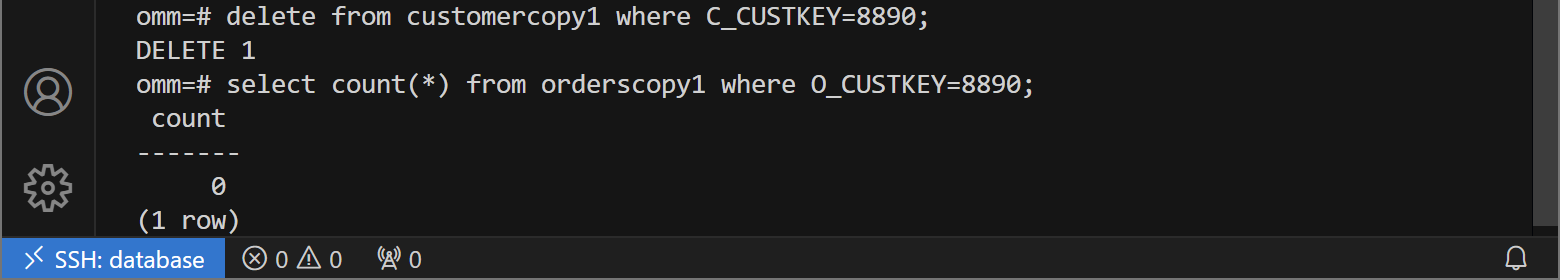 omm=# delete from customercopy1 where C_CUSTKEY=8890;
DELETE 1
omm=# select count(*) from orderscopy1 where O_CUSTKEY=8890;
count
-------
0
(1 row)
SSH: database 0 0 0